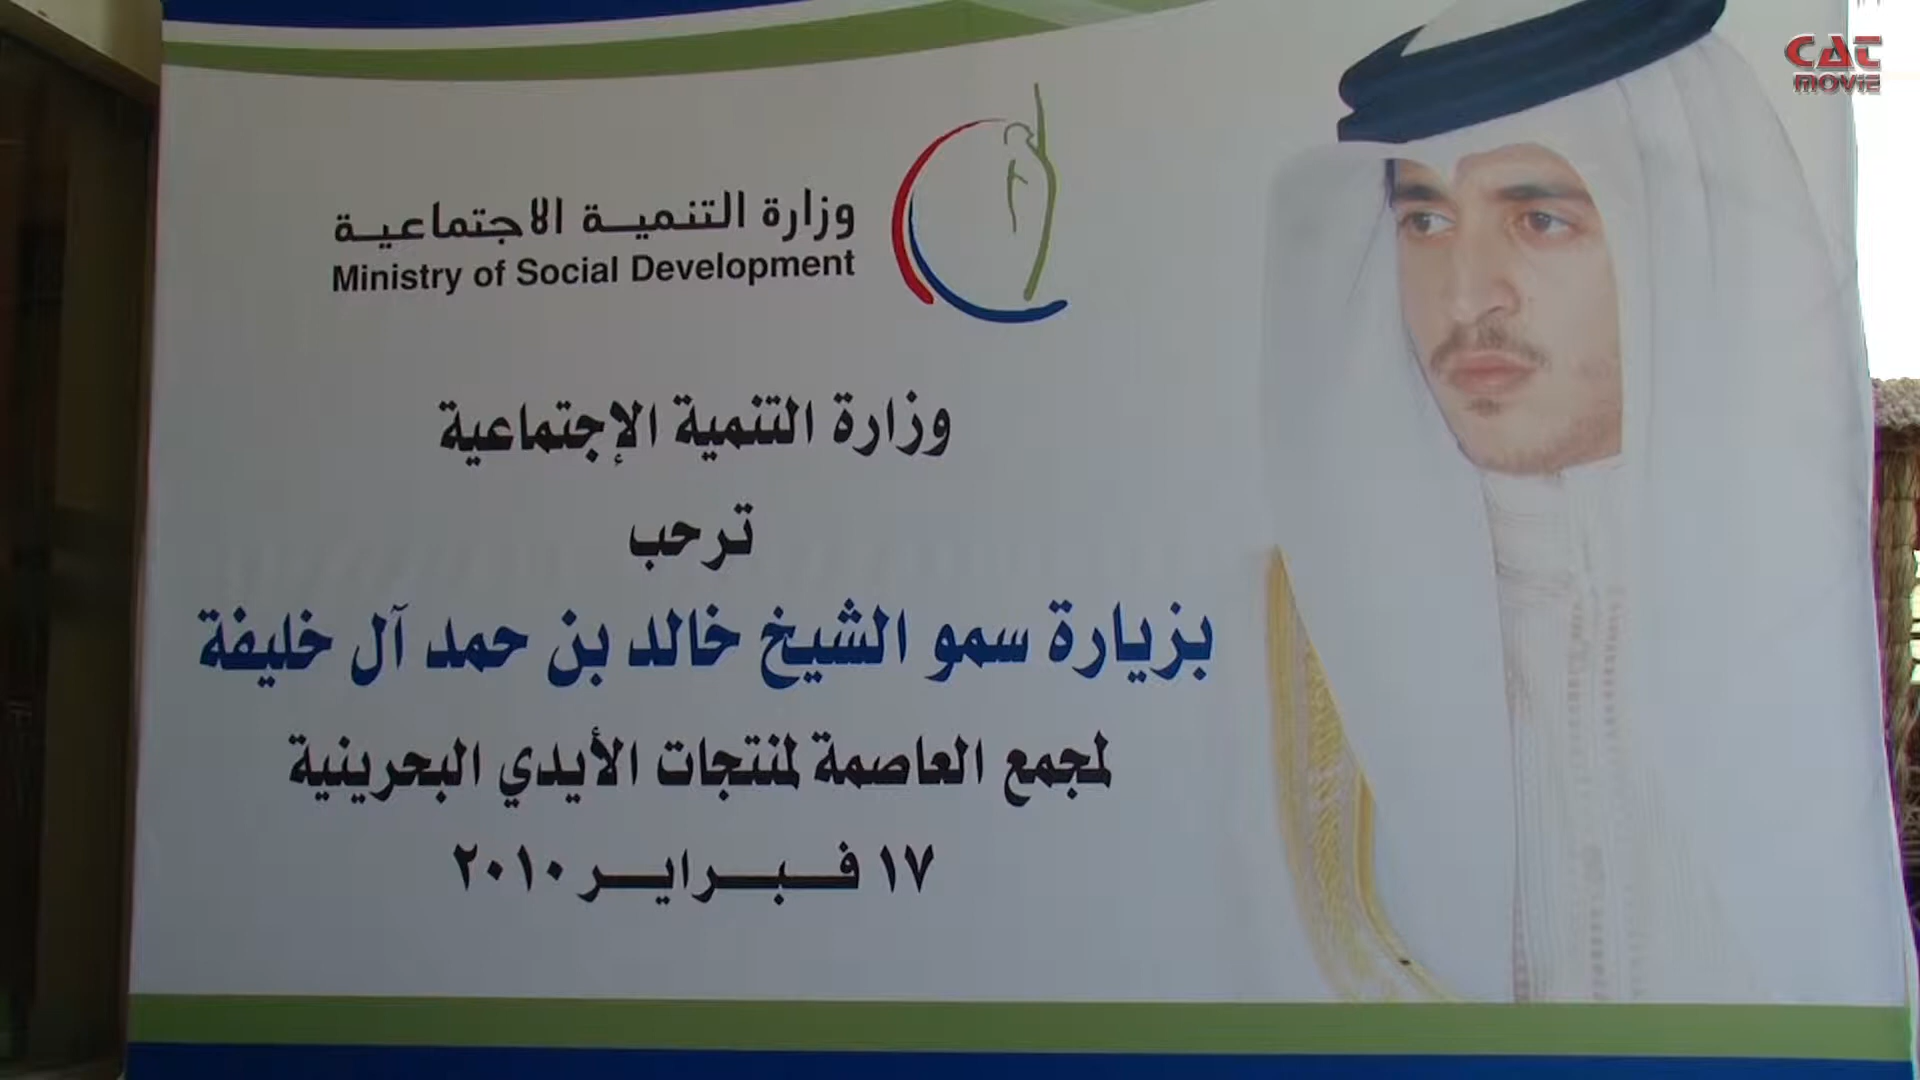 CAT
MOVIE
وزارة التنمية الاجتماعية
Ministry of Social Development
وزارة التنمية الإجتماعية
ترحب
بزيارة سمو الشيخ خالد بن حمد آل خليفة
لمجمع العاصمة لمنتجات الأيدي البحرينية
١٧ فبراير ٢٠١٠